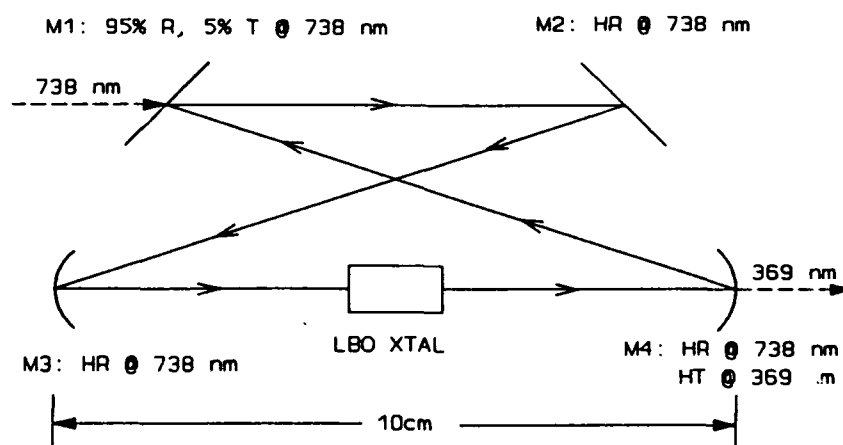 M1: 95% R, 5% T @ 738 nm
M2: HR @ 738 nm
738 nm
369 nm
LBO XTAL
M3: HR @ 738 nm
M4: HR @ 738 nm
HT @ 369 .m
10cm